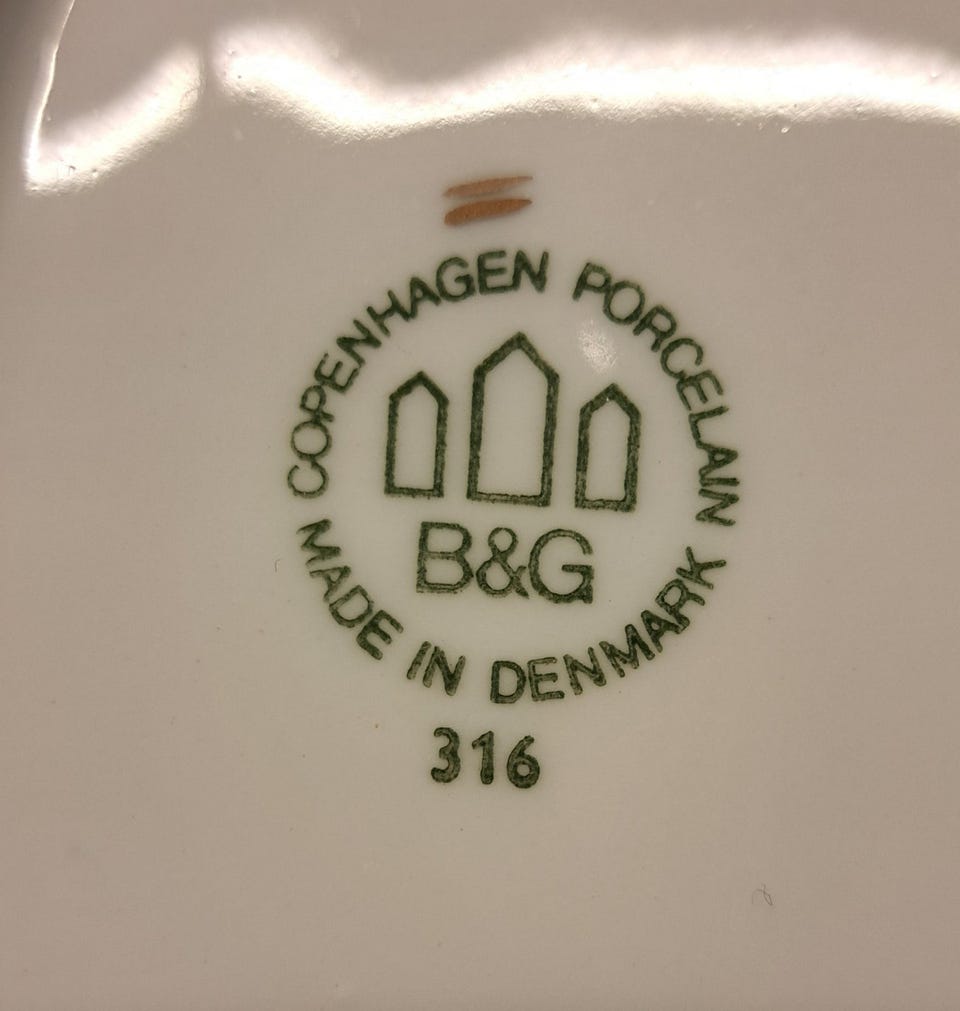 COPENHAGEN PORCELAIN
B&G
MADE IN DENMARK
316